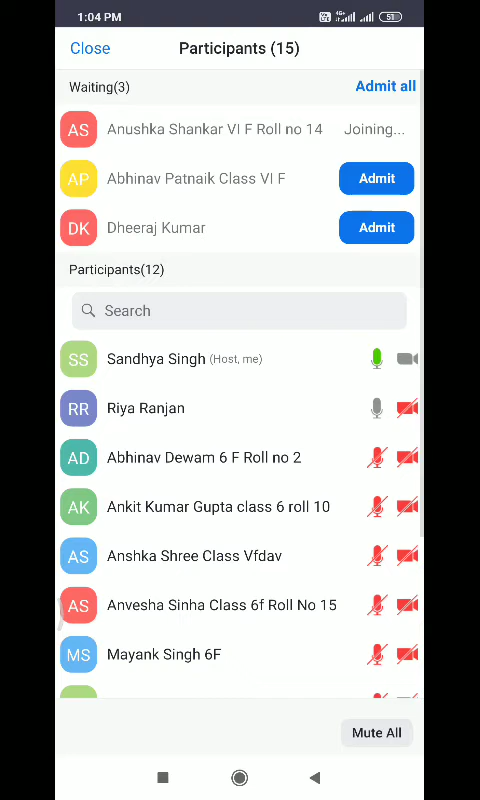 1:04 PM 4G+ 51
Close Participants (15)
Waiting(3) Admit all
AS Anushka Shankar VI F Roll no 14 Joining...
AP Abhinav Patnaik Class VI F Admit
DK Dheeraj Kumar Admit
Participants(12)
Search
SS Sandhya Singh (Host, me)
RR Riya Ranjan
AD Abhinav Dewam 6 F Roll no 2
AK Ankit Kumar Gupta class 6 roll 10
AS Anshka Shree Class Vfdav
AS Anvesha Sinha Class 6f Roll No 15
MS Mayank Singh 6F
Mute All